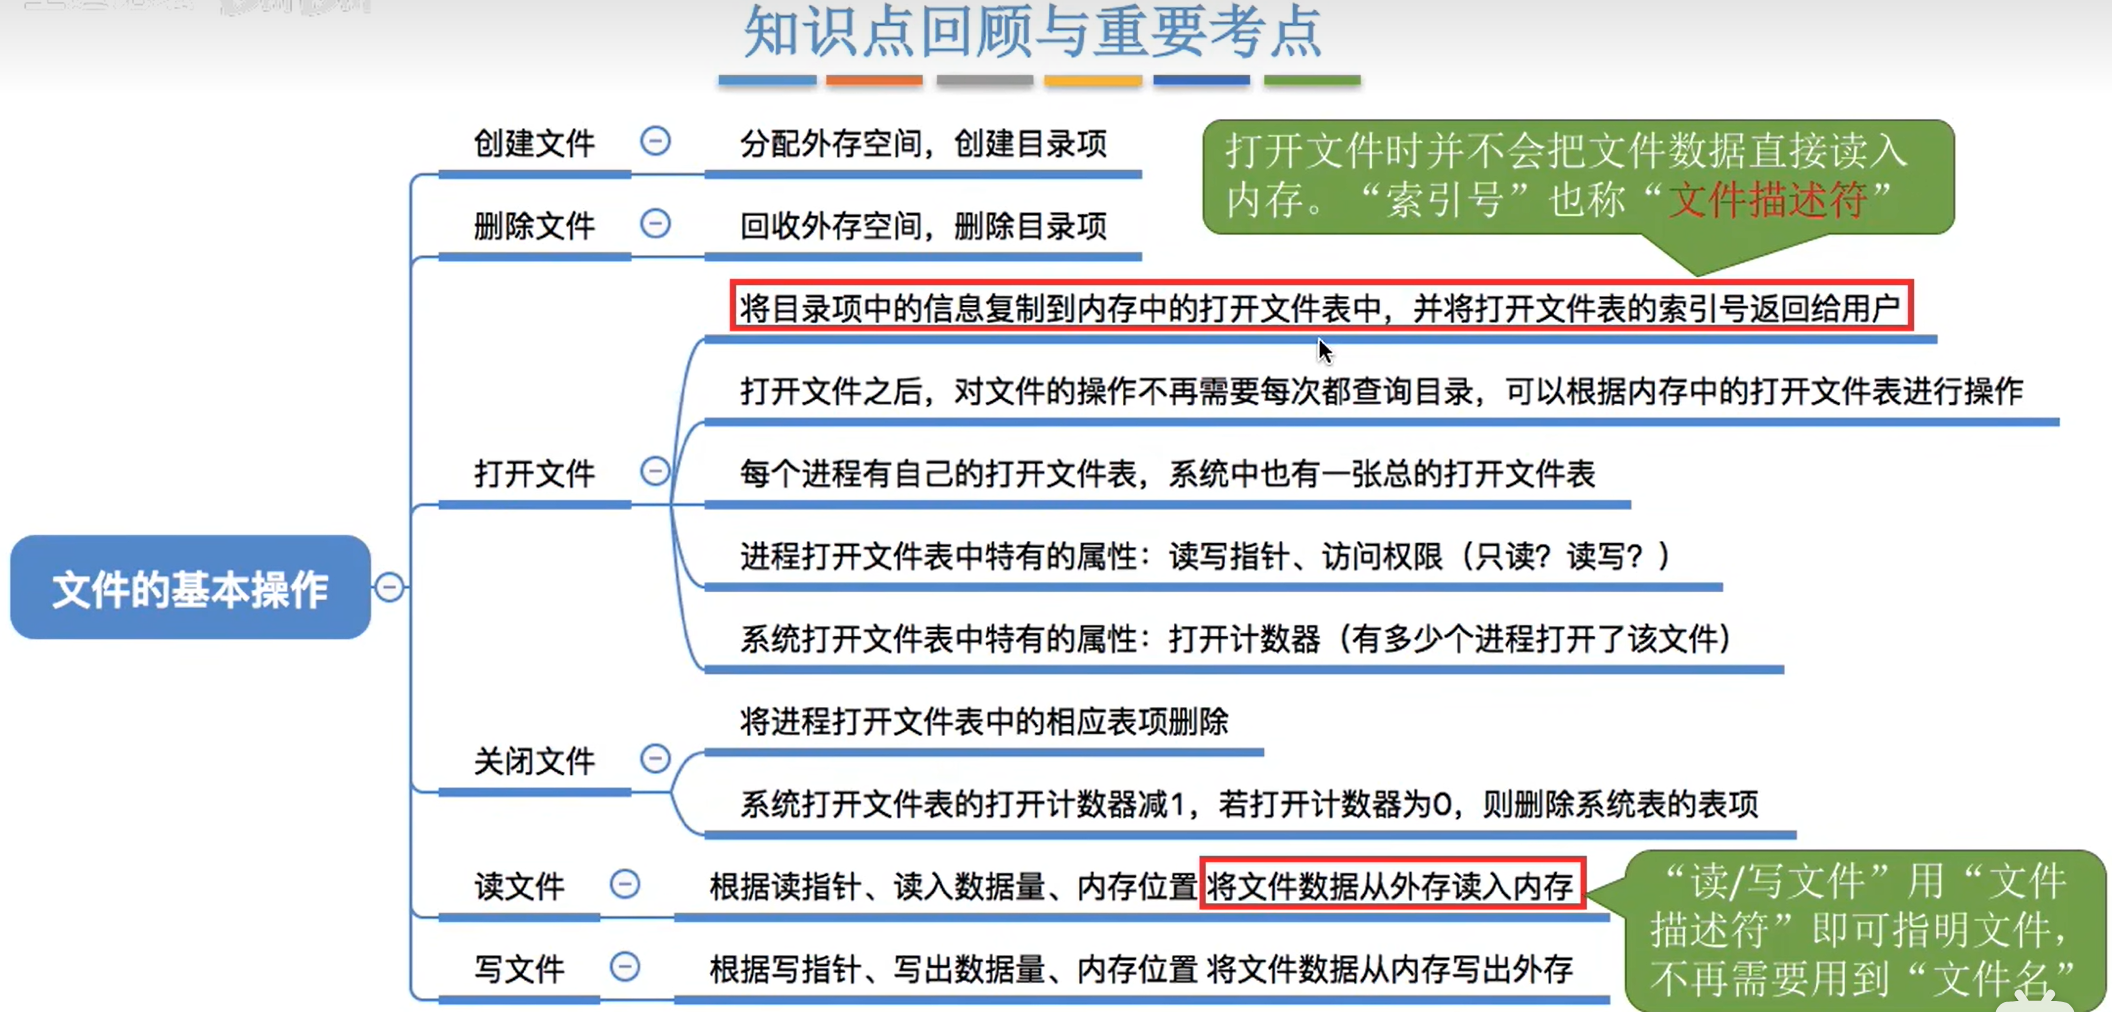 知识点回顾与重要考点
创建文件
分配外存空间，创建目录项
打开文件时并不会把文件数据直接读入
内存。“索引号”也称“文件描述符”
删除文件
回收外存空间，删除目录项
将目录项中的信息复制到内存中的打开文件表中，并将打开文件表的索引号返回给用户
打开文件之后，对文件的操作不再需要每次都查询目录，可以根据内存中的打开文件表进行操作
打开文件
每个进程有自己的打开文件表，系统中也有一张总的打开文件表
进程打开文件表中特有的属性：读写指针、访问权限（只读？读写？）
系统打开文件表中特有的属性：打开计数器（有多少个进程打开了该文件）
文件的基本操作
将进程打开文件表中的相应表项删除
关闭文件
系统打开文件表的打开计数器减1，若打开计数器为0，则删除系统表的表项
读文件
根据读指针、读入数据量、内存位置 将文件数据从外存读入内存
“读/写文件”用“文件
描述符”即可指明文件，
不再需要用到“文件名”
写文件
根据写指针、写出数据量、内存位置 将文件数据从内存写出外存